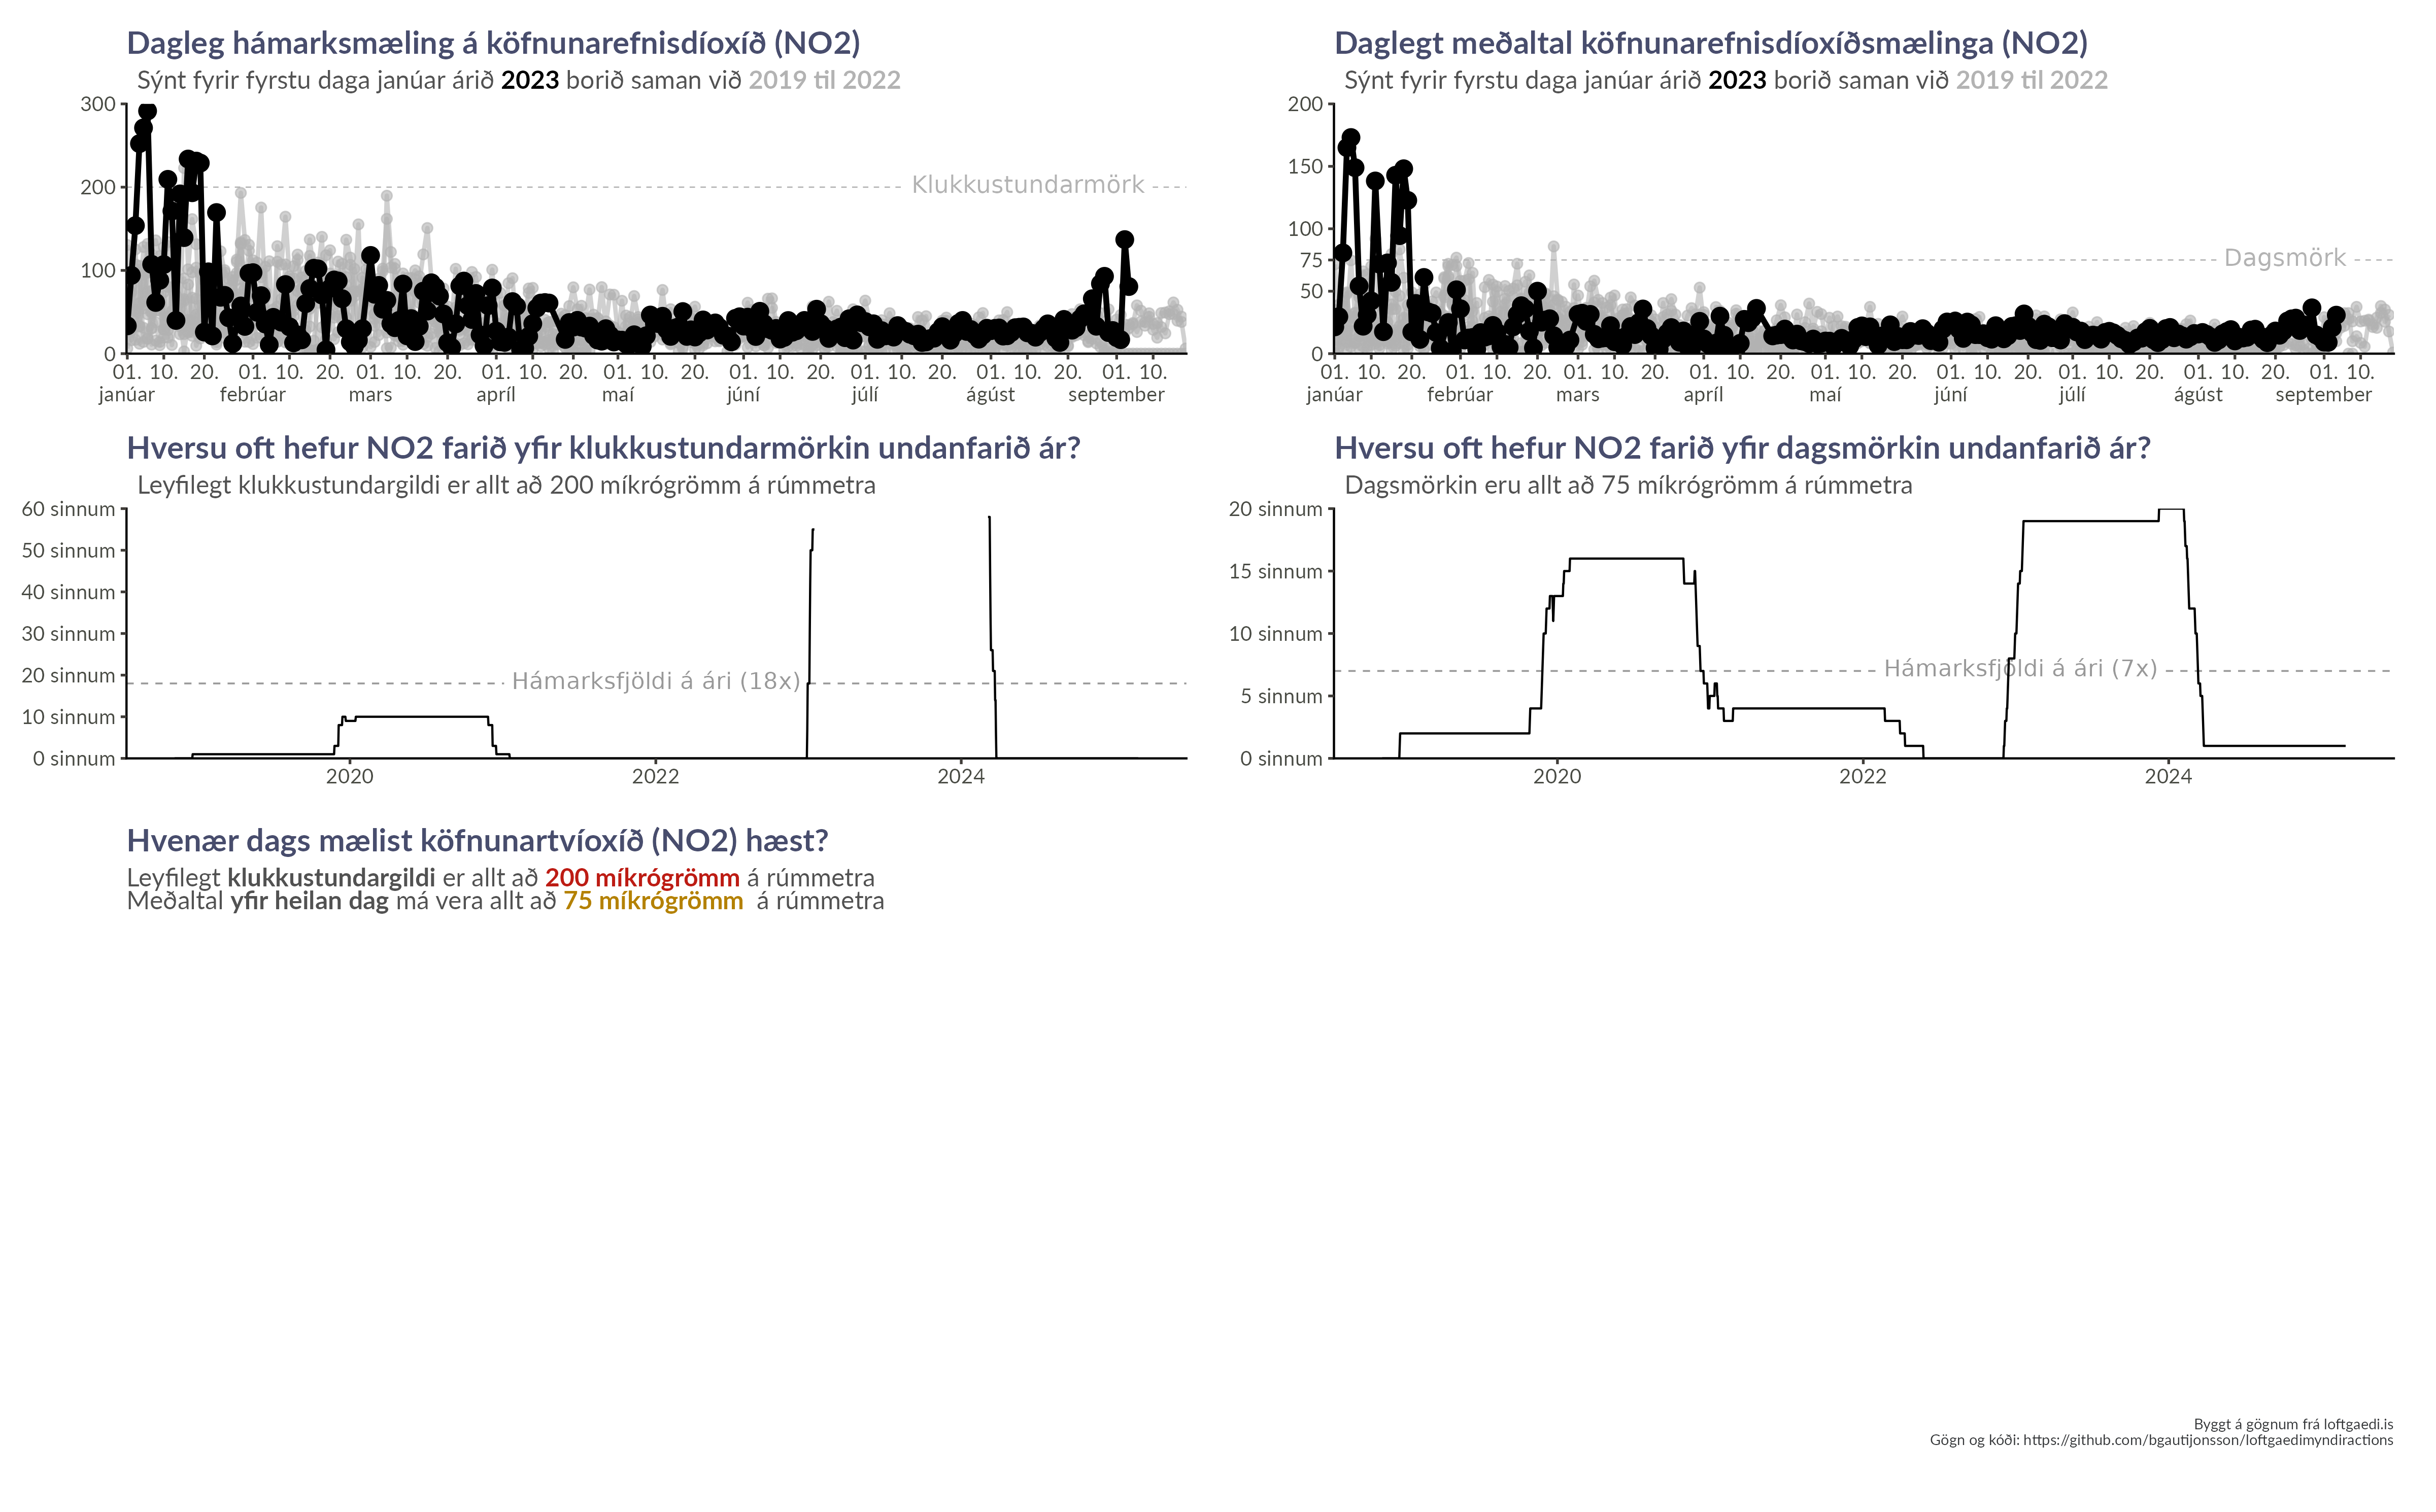 Dagleg hámarksmæling á köfnunarefnisdíoxíð (NO2)
Sýnt fyrir fyrstu daga janúar árið 2023 borið saman við 2019 til 2022
300
200
100
0
Klukkustundarmörk
01. 10. 20. 01. 10. 20. 01. 10. 20. 01. 10. 20. 01. 10. 20. 01. 10. 20. 01. 10. 20. 01. 10. 20. 01. 10.
janúar febrúar mars apríl maí júní júlí ágúst september
Daglegt meðaltal köfnunarefnisdíoxíðsmælinga (NO2)
Sýnt fyrir fyrstu daga janúar árið 2023 borið saman við 2019 til 2022
200
150
100
75
50
0
Dagsmörk
01. 10. 20. 01. 10. 20. 01. 10. 20. 01. 10. 20. 01. 10. 20. 01. 10. 20. 01. 10. 20. 01. 10. 20. 01. 10.
janúar febrúar mars apríl maí júní júlí ágúst september
Hversu oft hefur NO2 farið yfir klukkustundarmörkin undanfarið ár?
Leyfilegt klukkustundargildi er allt að 200 míkrógrömm á rúmmetra
60 sinnum
50 sinnum
40 sinnum
30 sinnum
20 sinnum
10 sinnum
0 sinnum
Hámarksfjöldi á ári (18x)
2020 2022 2024
Hversu oft hefur NO2 farið yfir dagsmörkin undanfarið ár?
Dagsmörkin eru allt að 75 míkrógrömm á rúmmetra
20 sinnum
15 sinnum
10 sinnum
5 sinnum
0 sinnum
Hámarksfjöldi á ári (7x)
2020 2022 2024
Hvenær dags mælist köfnunartvíoxíð (NO2) hæst?
Leyfilegt klukkustundargildi er allt að 200 míkrógrömm á rúmmetra
Meðaltal yfir heilan dag má vera allt að 75 míkrógrömm á rúmmetra
Byggt á gögnum frá loftgaedi.is
Gögn og kóði: https://github.com/bgautijonsson/loftgaedimyndiractions